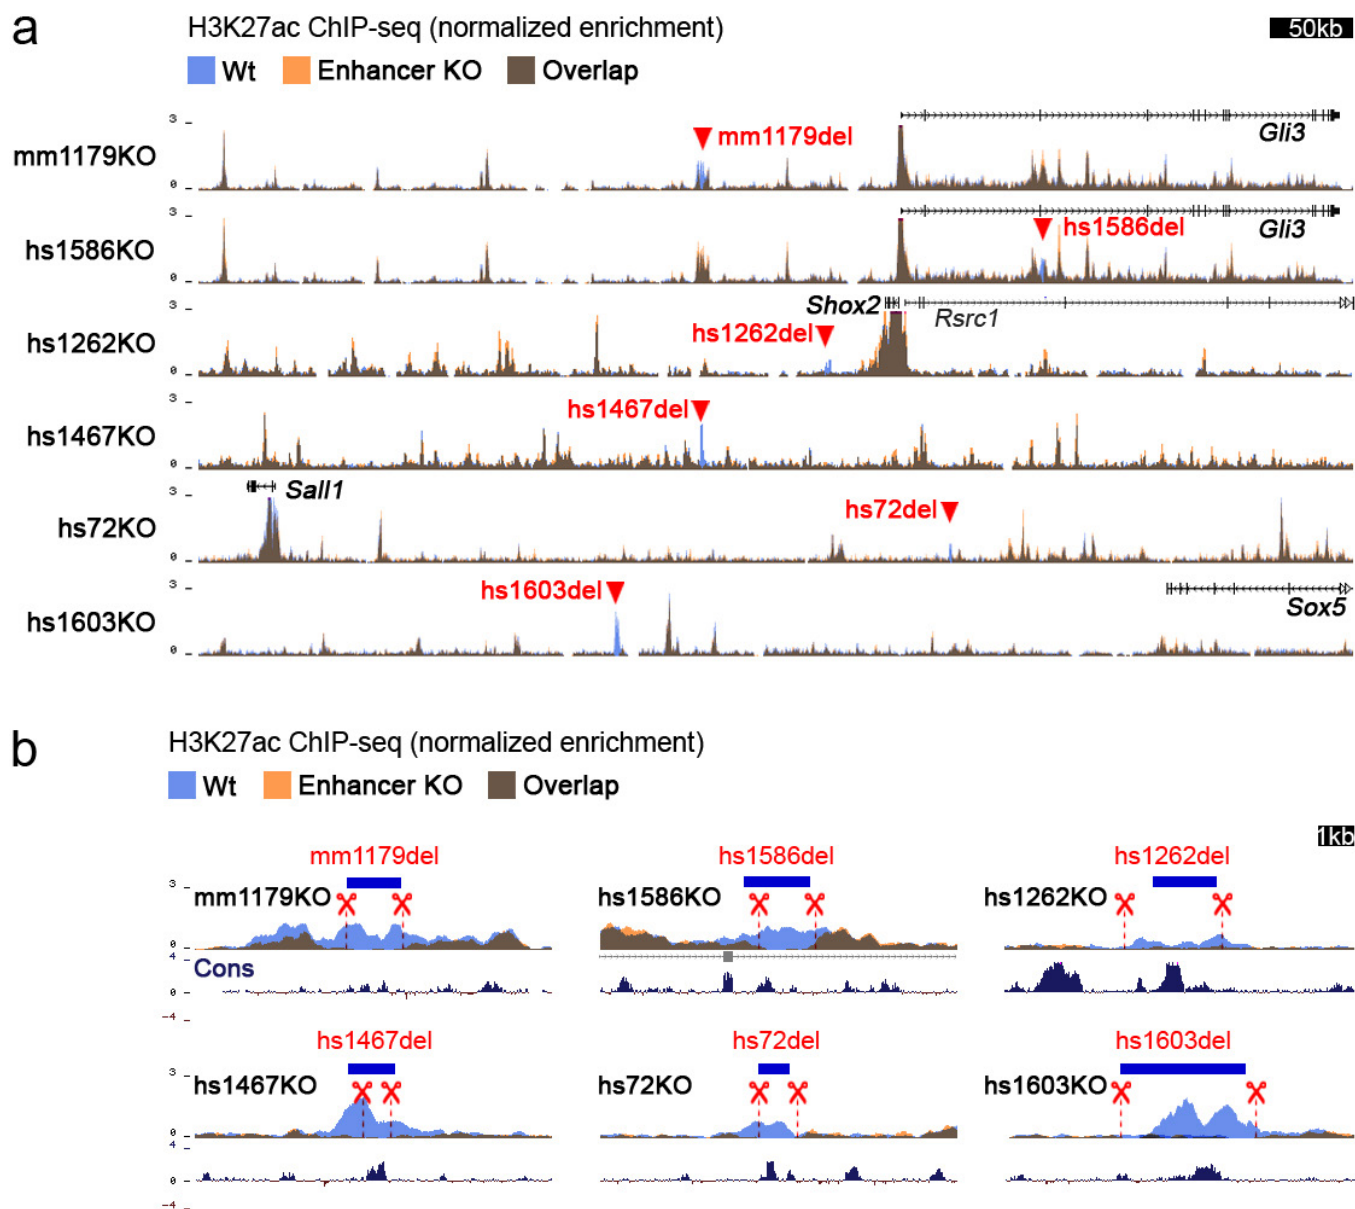 a
H3K27ac ChIP-seq (normalized enrichment)
50kb
Wt Enhancer KO Overlap
3
mm1179KO
mm1179del
Gli3
0
3
hs1586KO
hs1586del
Gli3
0
3
Shox2
Rsrc1
hs1262KO
hs1262del
0
3
hs1467KO
hs1467del
0
3
Sall1
hs72KO
hs72del
0
3
hs1603KO
hs1603del
Sox5
0
b
H3K27ac ChIP-seq (normalized enrichment)
Wt Enhancer KO Overlap
1kb
mm1179del hs1586del hs1262del
3
mm1179KO hs1586KO hs1262KO
0
4
Cons
0
-4
hs1467del hs72del hs1603del
3
hs1467KO hs72KO hs1603KO
0
4
0
-4